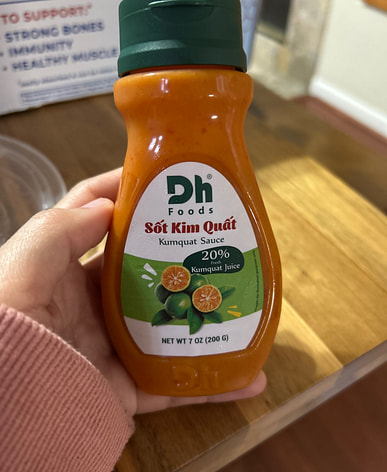 TO SUPPORT:
STRONG BONES
IMMUNITY
HEALTHY MUSCLE
Dh®
Foods
Sốt Kim Quất
Kumquat Sauce
20%
Fresh
Kumquat Juice
NET WT 7 OZ (200 G)
Dh